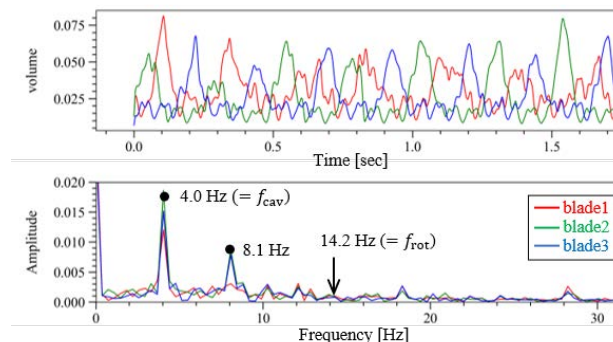 0.075
0.050
0.025
volume
0.0
0.5
1.0
1.5
Time [sec]
0.020
0.015
0.010
0.005
0.000
Amplitude
4.0 Hz (= f_cav)
8.1 Hz
14.2 Hz (= f_rot)
blade1
blade2
blade3
0
10
20
30
Frequency [Hz]